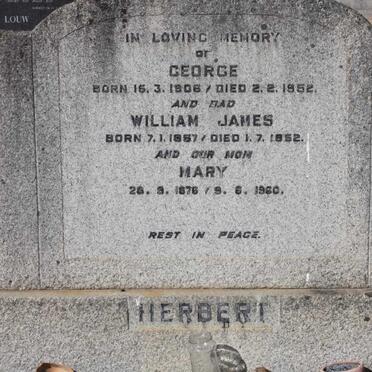 LOUW
IN LOVING MEMORY
OF
GEORGE
BORN 15. 3. 1906 / DIED 2. 2. 1952.
AND DAD
WILLIAM JAMES
BORN 7. 1. 1867 / DIED 1. 7. 1952.
AND OUR MOM
MARY
28. 9. 1876 / 9. 6. 1960.
REST IN PEACE.
HERBERT